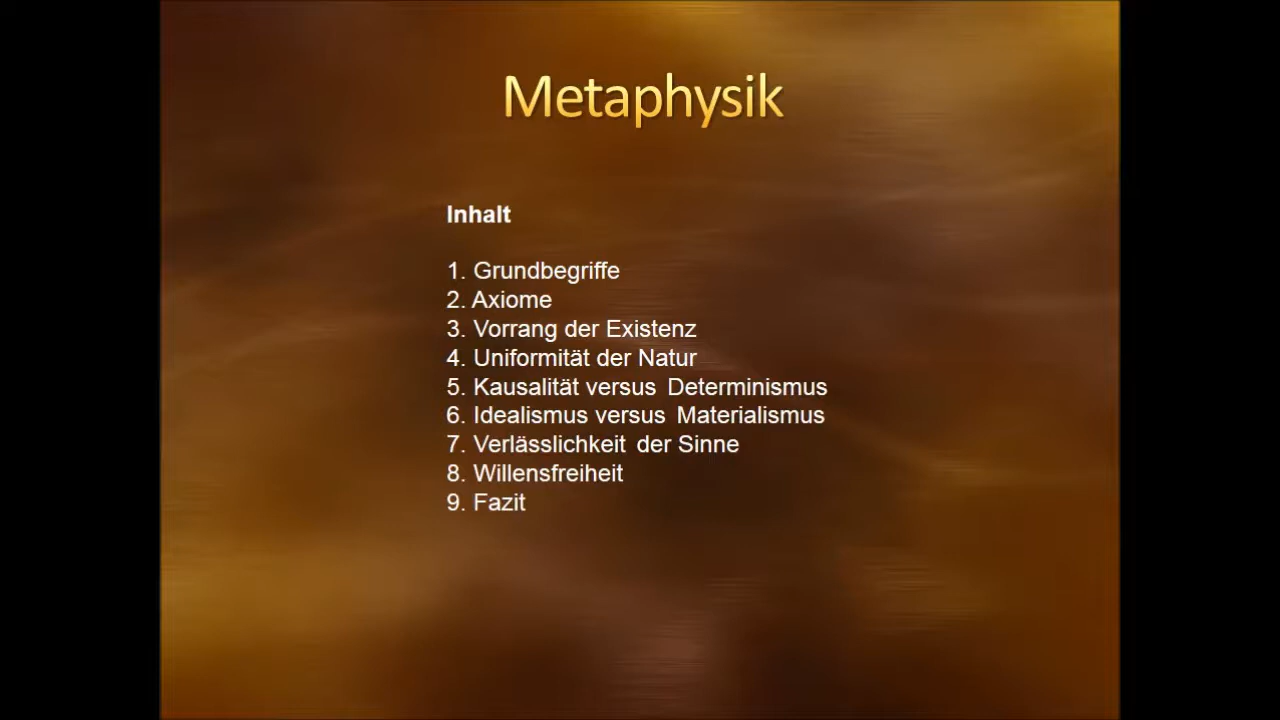 Metaphysik
Inhalt
1. Grundbegriffe
2. Axiome
3. Vorrang der Existenz
4. Uniformität der Natur
5. Kausalität versus Determinismus
6. Idealismus versus Materialismus
7. Verlässlichkeit der Sinne
8. Willensfreiheit
9. Fazit